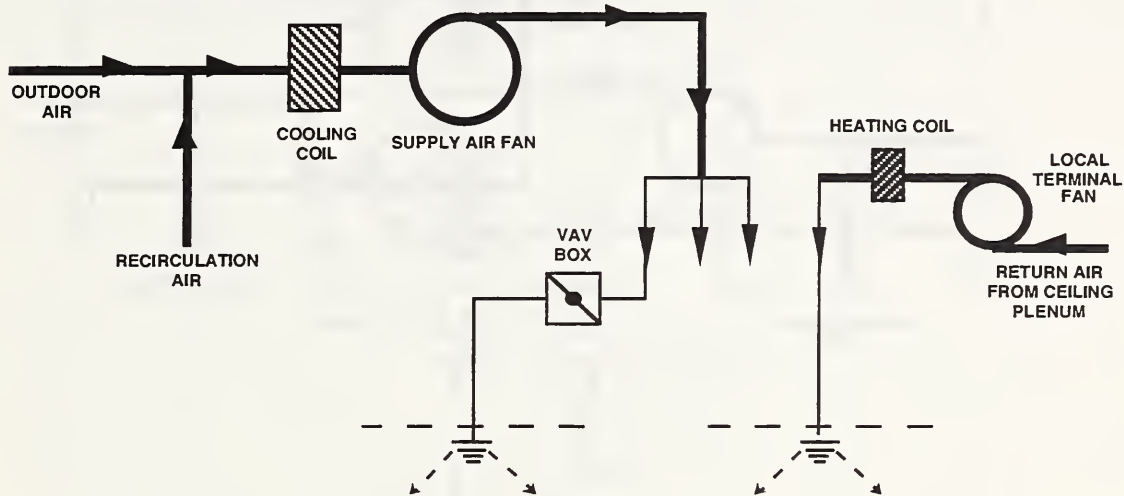 OUTDOOR
AIR
COOLING
COIL
SUPPLY AIR FAN
RECIRCULATION
AIR
VAV
BOX
HEATING COIL
LOCAL
TERMINAL
FAN
RETURN AIR
FROM CEILING
PLENUM